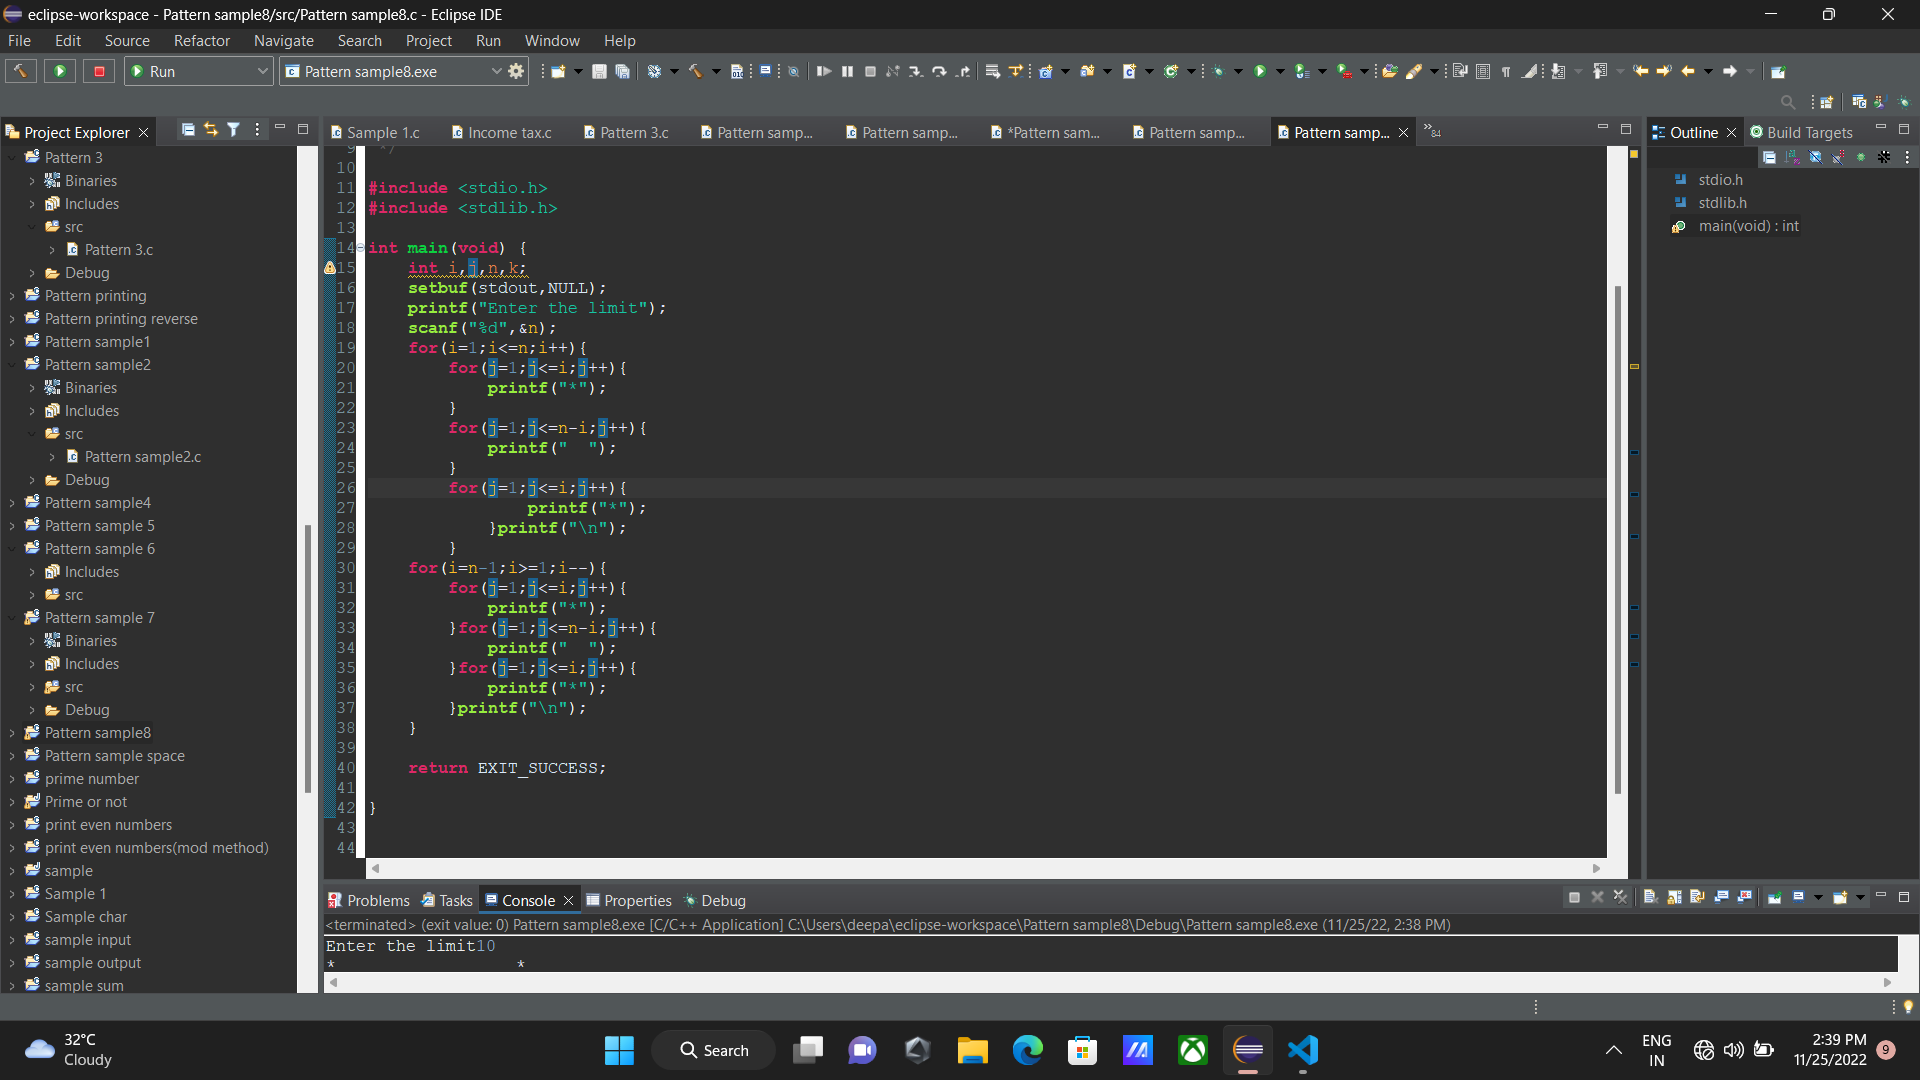 eclipse-workspace - Pattern sample8/src/Pattern sample8.c - Eclipse IDE
File Edit Source Refactor Navigate Search Project Run Window Help
Run Pattern sample8.exe
Project Explorer
Pattern 3
Binaries
Includes
src
Pattern 3.c
Debug
Pattern printing
Pattern printing reverse
Pattern sample1
Pattern sample2
Binaries
Includes
src
Pattern sample2.c
Debug
Pattern sample4
Pattern sample 5
Pattern sample 6
Includes
src
Pattern sample 7
Binaries
Includes
src
Debug
Pattern sample8
Pattern sample space
prime number
Prime or not
print even numbers
print even numbers(mod method)
sample
Sample 1
Sample char
sample input
sample output
sample sum
Sample 1.c Income tax.c Pattern 3.c Pattern samp... Pattern samp... *Pattern sam... Pattern samp... Pattern samp... »84
9 */
10
11 #include <stdio.h>
12 #include <stdlib.h>
13
14 int main(void) {
15 int i,j,n,k;
16 setbuf(stdout,NULL);
17 printf("Enter the limit");
18 scanf("%d",&n);
19 for(i=1;i<=n;i++){
20 for(j=1;j<=i;j++){
21 printf("*");
22 }
23 for(j=1;j<=n-i;j++){
24 printf("  ");
25 }
26 for(j=1;j<=i;j++){
27 printf("*");
28 }printf("\n");
29 }
30 for(i=n-1;i>=1;i--){
31 for(j=1;j<=i;j++){
32 printf("*");
33 }for(j=1;j<=n-i;j++){
34 printf("  ");
35 }for(j=1;j<=i;j++){
36 printf("*");
37 }printf("\n");
38 }
39
40 return EXIT_SUCCESS;
41
42 }
43
44
Outline Build Targets
stdio.h
stdlib.h
main(void) : int
Problems Tasks Console Properties Debug
<terminated> (exit value: 0) Pattern sample8.exe [C/C++ Application] C:\Users\deepa\eclipse-workspace\Pattern sample8\Debug\Pattern sample8.exe (11/25/22, 2:38 PM)
Enter the limit10
*                  *
32°C
Cloudy
Search
ENG
IN
2:39 PM
11/25/2022
9